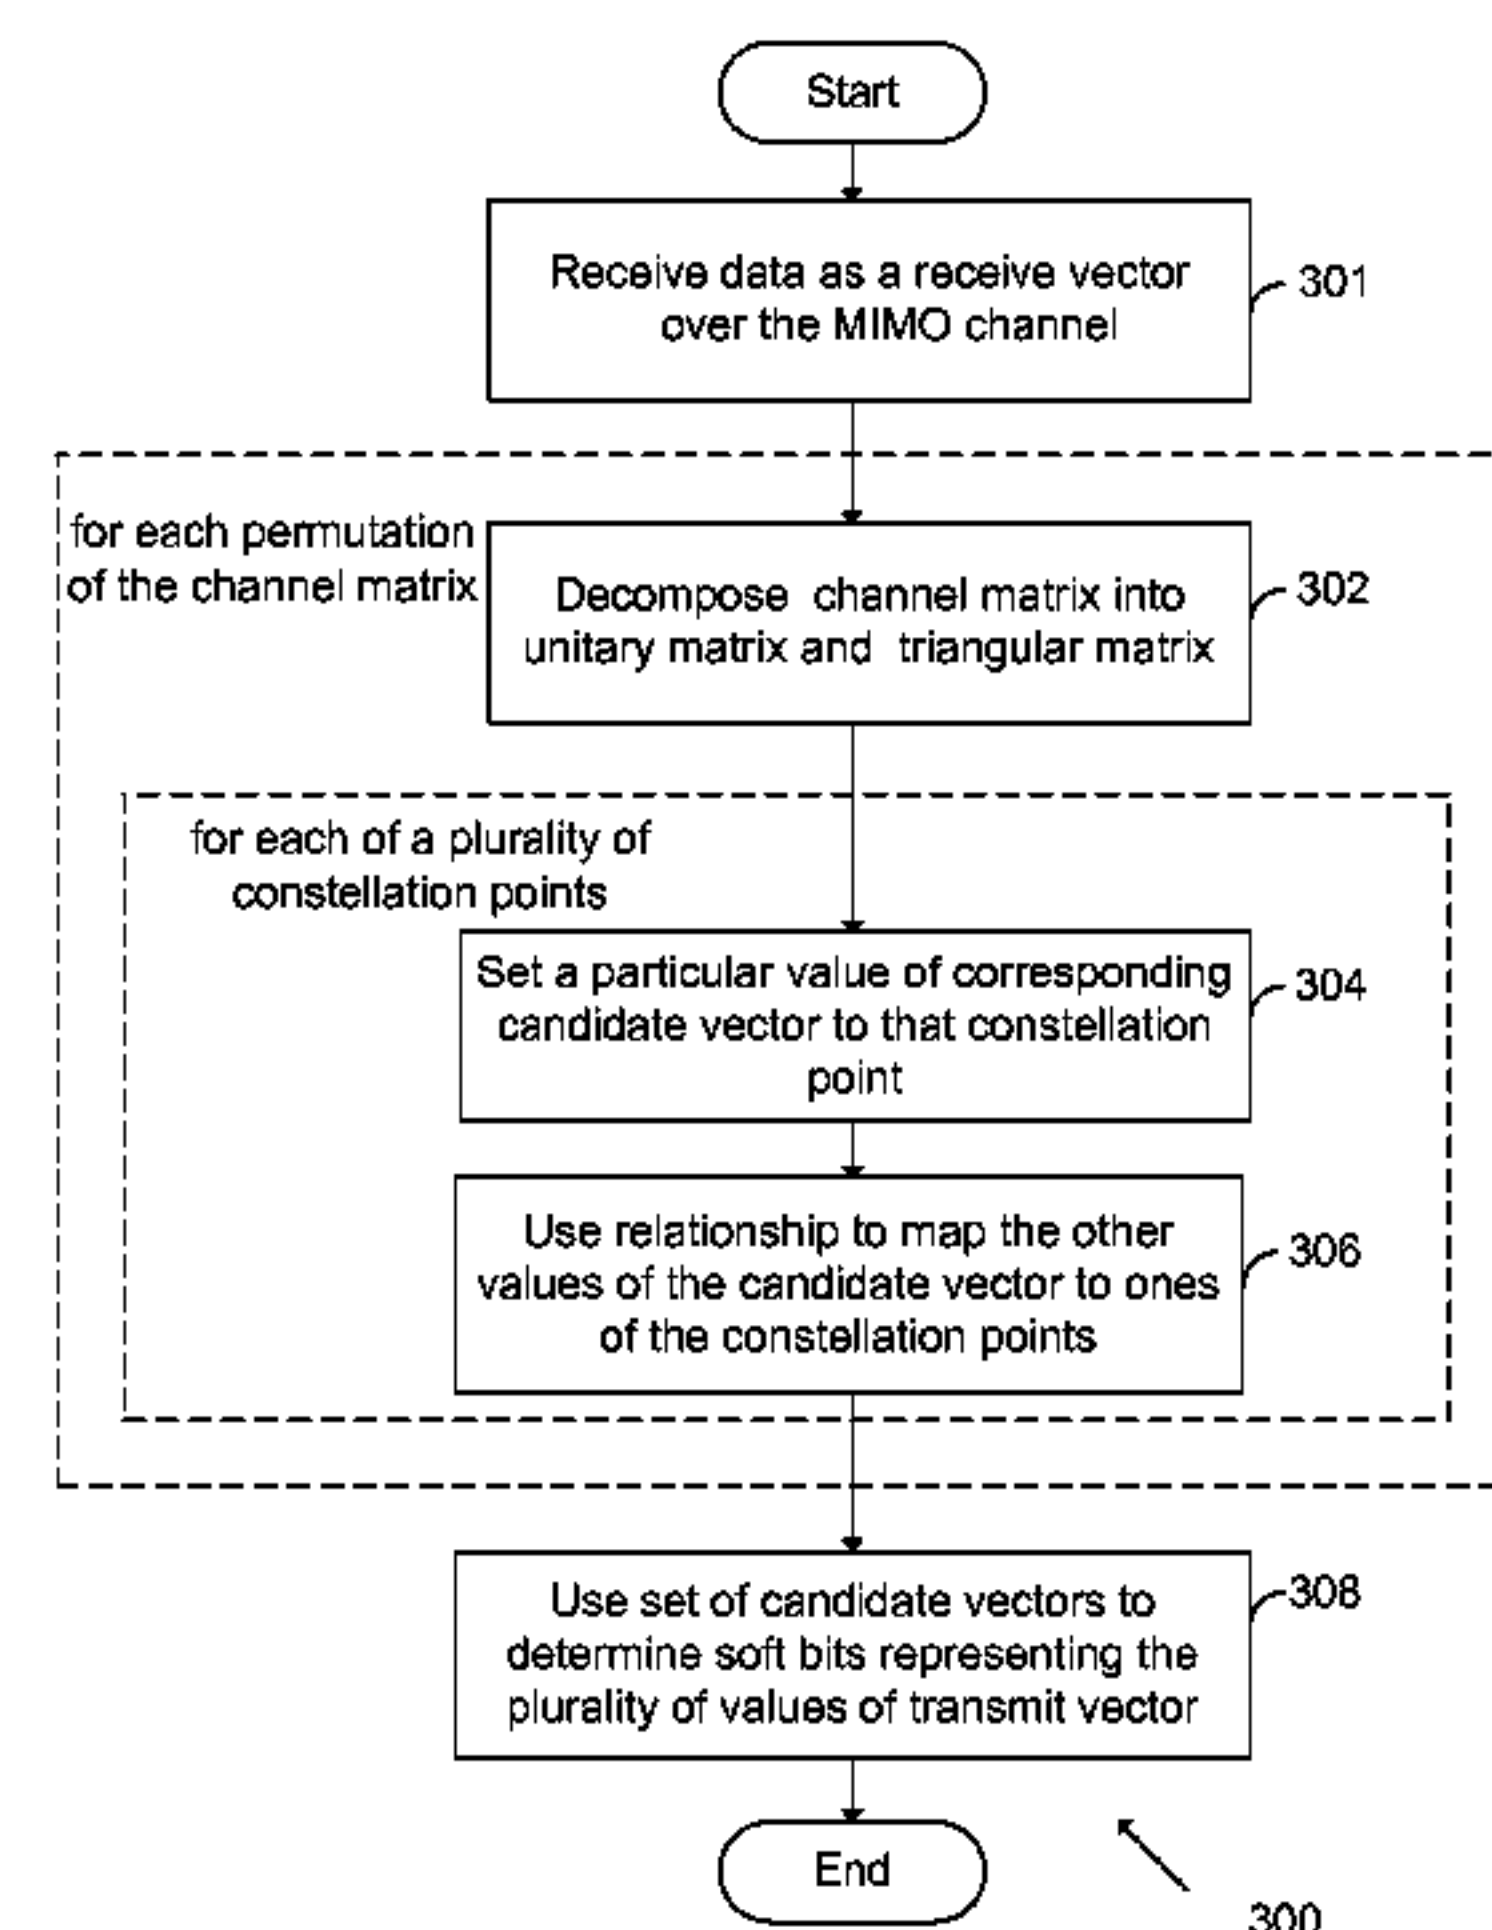 Start
Receive data as a receive vector
over the MIMO channel
301
for each permutation
of the channel matrix
Decompose channel matrix into
unitary matrix and triangular matrix
302
for each of a plurality of
constellation points
Set a particular value of corresponding
candidate vector to that constellation
point
304
Use relationship to map the other
values of the candidate vector to ones
of the constellation points
306
Use set of candidate vectors to
determine soft bits representing the
plurality of values of transmit vector
308
End
300